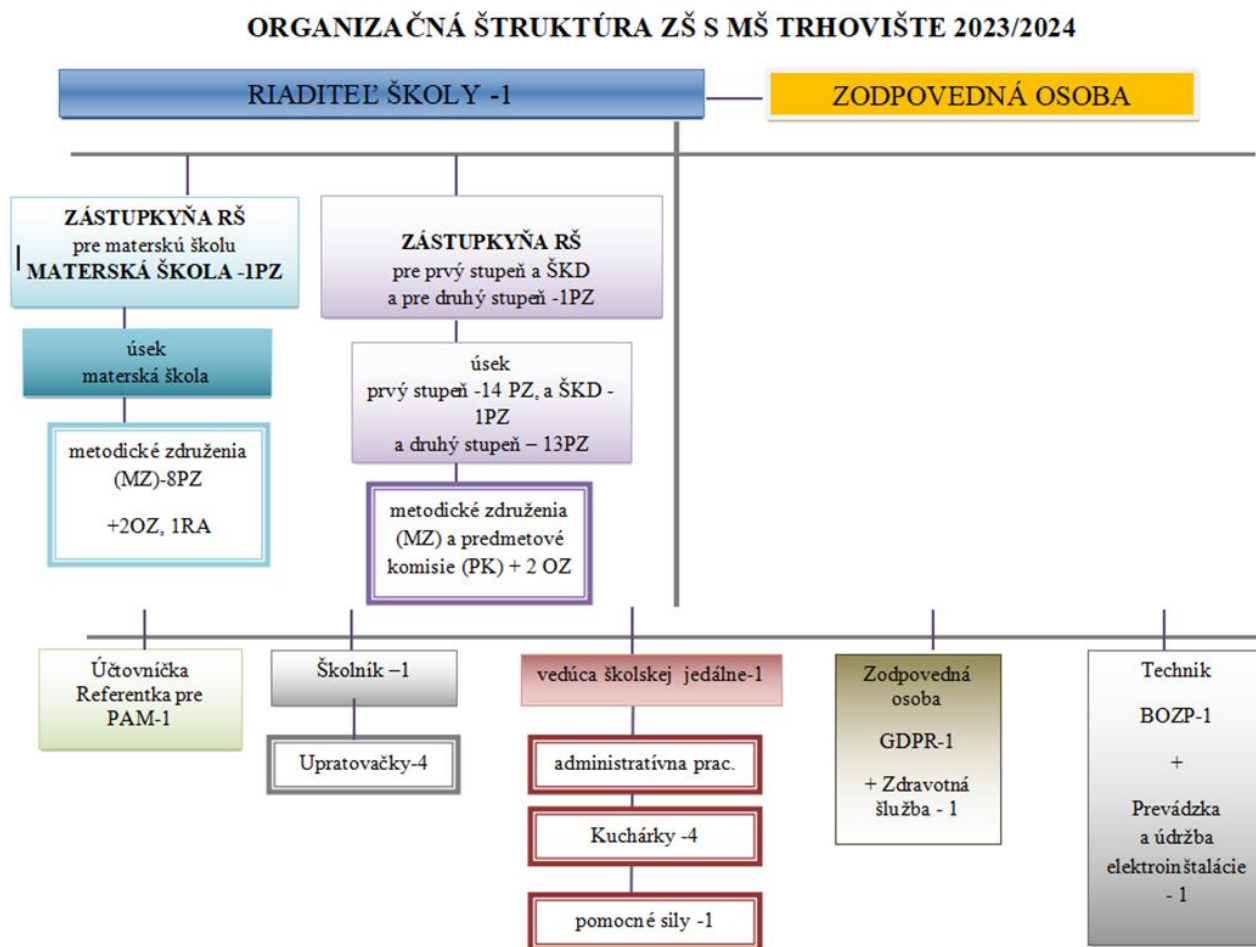 ORGANIZAČNÁ ŠTRUKTÚRA ZŠ S MŠ TRHOVIŠTE 2023/2024
RIADITEĽ ŠKOLY -1
ZODPOVEDNÁ OSOBA
ZÁSTUPKYŇA RŠ
pre materskú školu
MATERSKÁ ŠKOLA -1PZ
úsek
materská škola
metodické združenia
(MZ)-8PZ
+2OZ, 1RA
ZÁSTUPKYŇA RŠ
pre prvý stupeň a ŠKD
a pre druhý stupeň -1PZ
úsek
prvý stupeň -14 PZ, a ŠKD -
1PZ
a druhý stupeň – 13PZ
metodické združenia
(MZ) a predmetové
komisie (PK) + 2 OZ
Účtovníčka
Referentka pre
PAM-1
Školník –1
Upratovačky-4
vedúca školskej jedálne-1
administratívna prac.
Kuchárky -4
pomocné sily -1
Zodpovedná
osoba
GDPR-1
+ Zdravotná
šlužba - 1
Technik
BOZP-1
+
Prevádzka
a údržba
elektroinštalácie
- 1